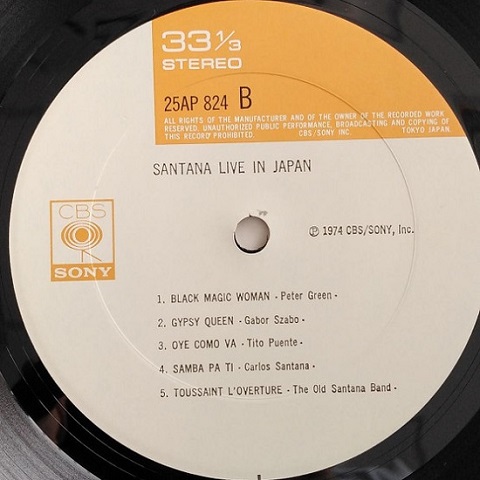 33 1/3
STEREO
25AP 824 B
ALL RIGHTS OF THE MANUFACTURER AND OF THE OWNER OF THE RECORDED WORK
RESERVED. UNAUTHORIZED PUBLIC PERFORMANCE, BROADCASTING AND COPYING OF
THIS RECORD PROHIBITED. CBS/SONY INC. TOKYO JAPAN.
SANTANA LIVE IN JAPAN
CBS
SONY
℗ 1974 CBS/SONY, Inc.
1. BLACK MAGIC WOMAN - Peter Green -
2. GYPSY QUEEN - Gabor Szabo -
3. OYE COMO VA - Tito Puente -
4. SAMBA PA TI - Carlos Santana -
5. TOUSSAINT L'OVERTURE - The Old Santana Band -